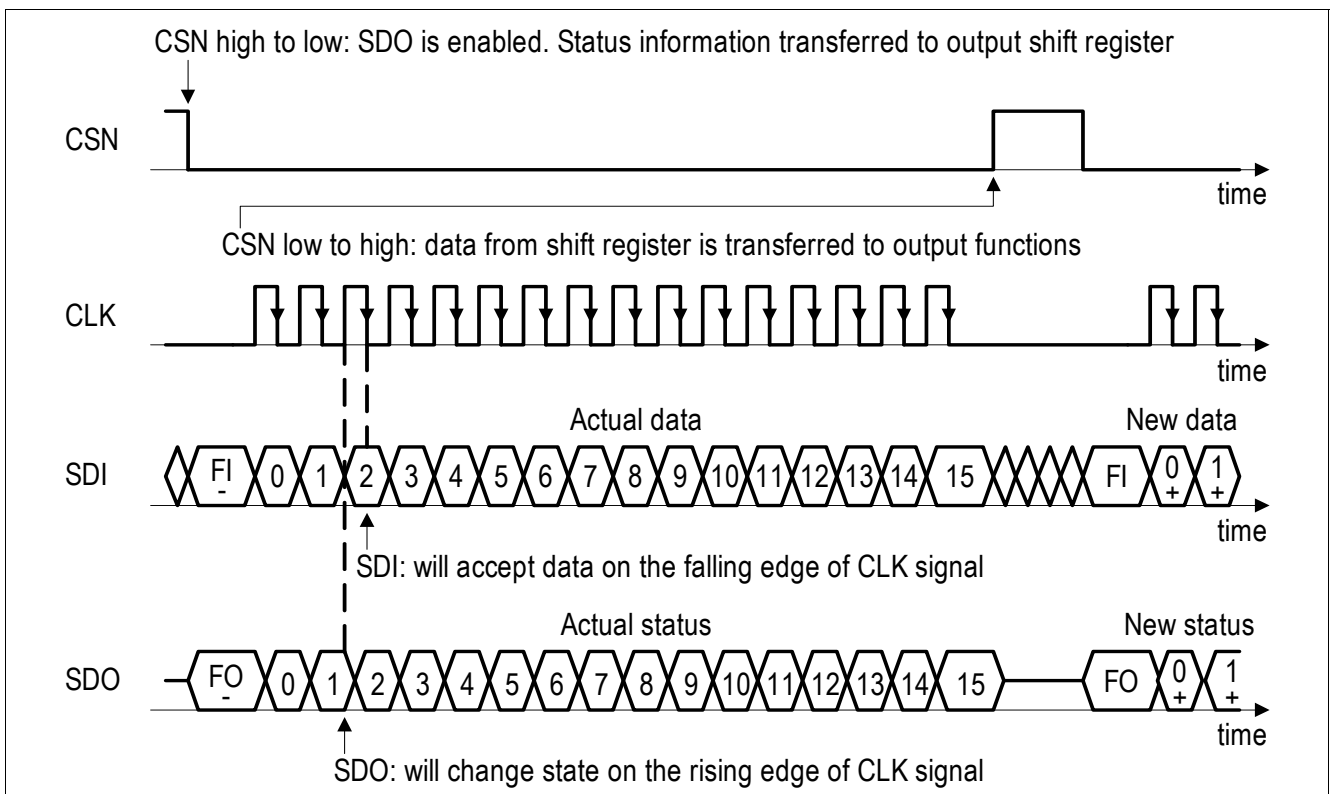 CSN high to low: SDO is enabled. Status information transferred to output shift register
CSN
time
CSN low to high: data from shift register is transferred to output functions
CLK
time
Actual data
New data
SDI
FI - 0 1 2 3 4 5 6 7 8 9 10 11 12 13 14 15 FI 0 + 1 +
time
SDI: will accept data on the falling edge of CLK signal
Actual status
New status
SDO
FO - 0 1 2 3 4 5 6 7 8 9 10 11 12 13 14 15 FO 0 + 1 +
time
SDO: will change state on the rising edge of CLK signal